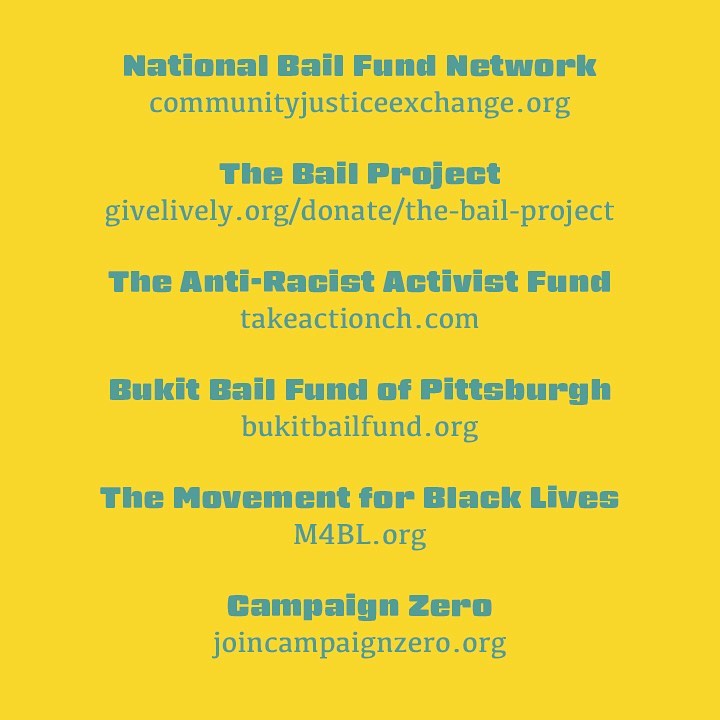 National Bail Fund Network
communityjusticeexchange.org
The Bail Project
givelively.org/donate/the-bail-project
The Anti-Racist Activist Fund
takeactionch.com
Bukit Bail Fund of Pittsburgh
bukitbailfund.org
The Movement for Black Lives
M4BL.org
Campaign Zero
joincampaignzero.org